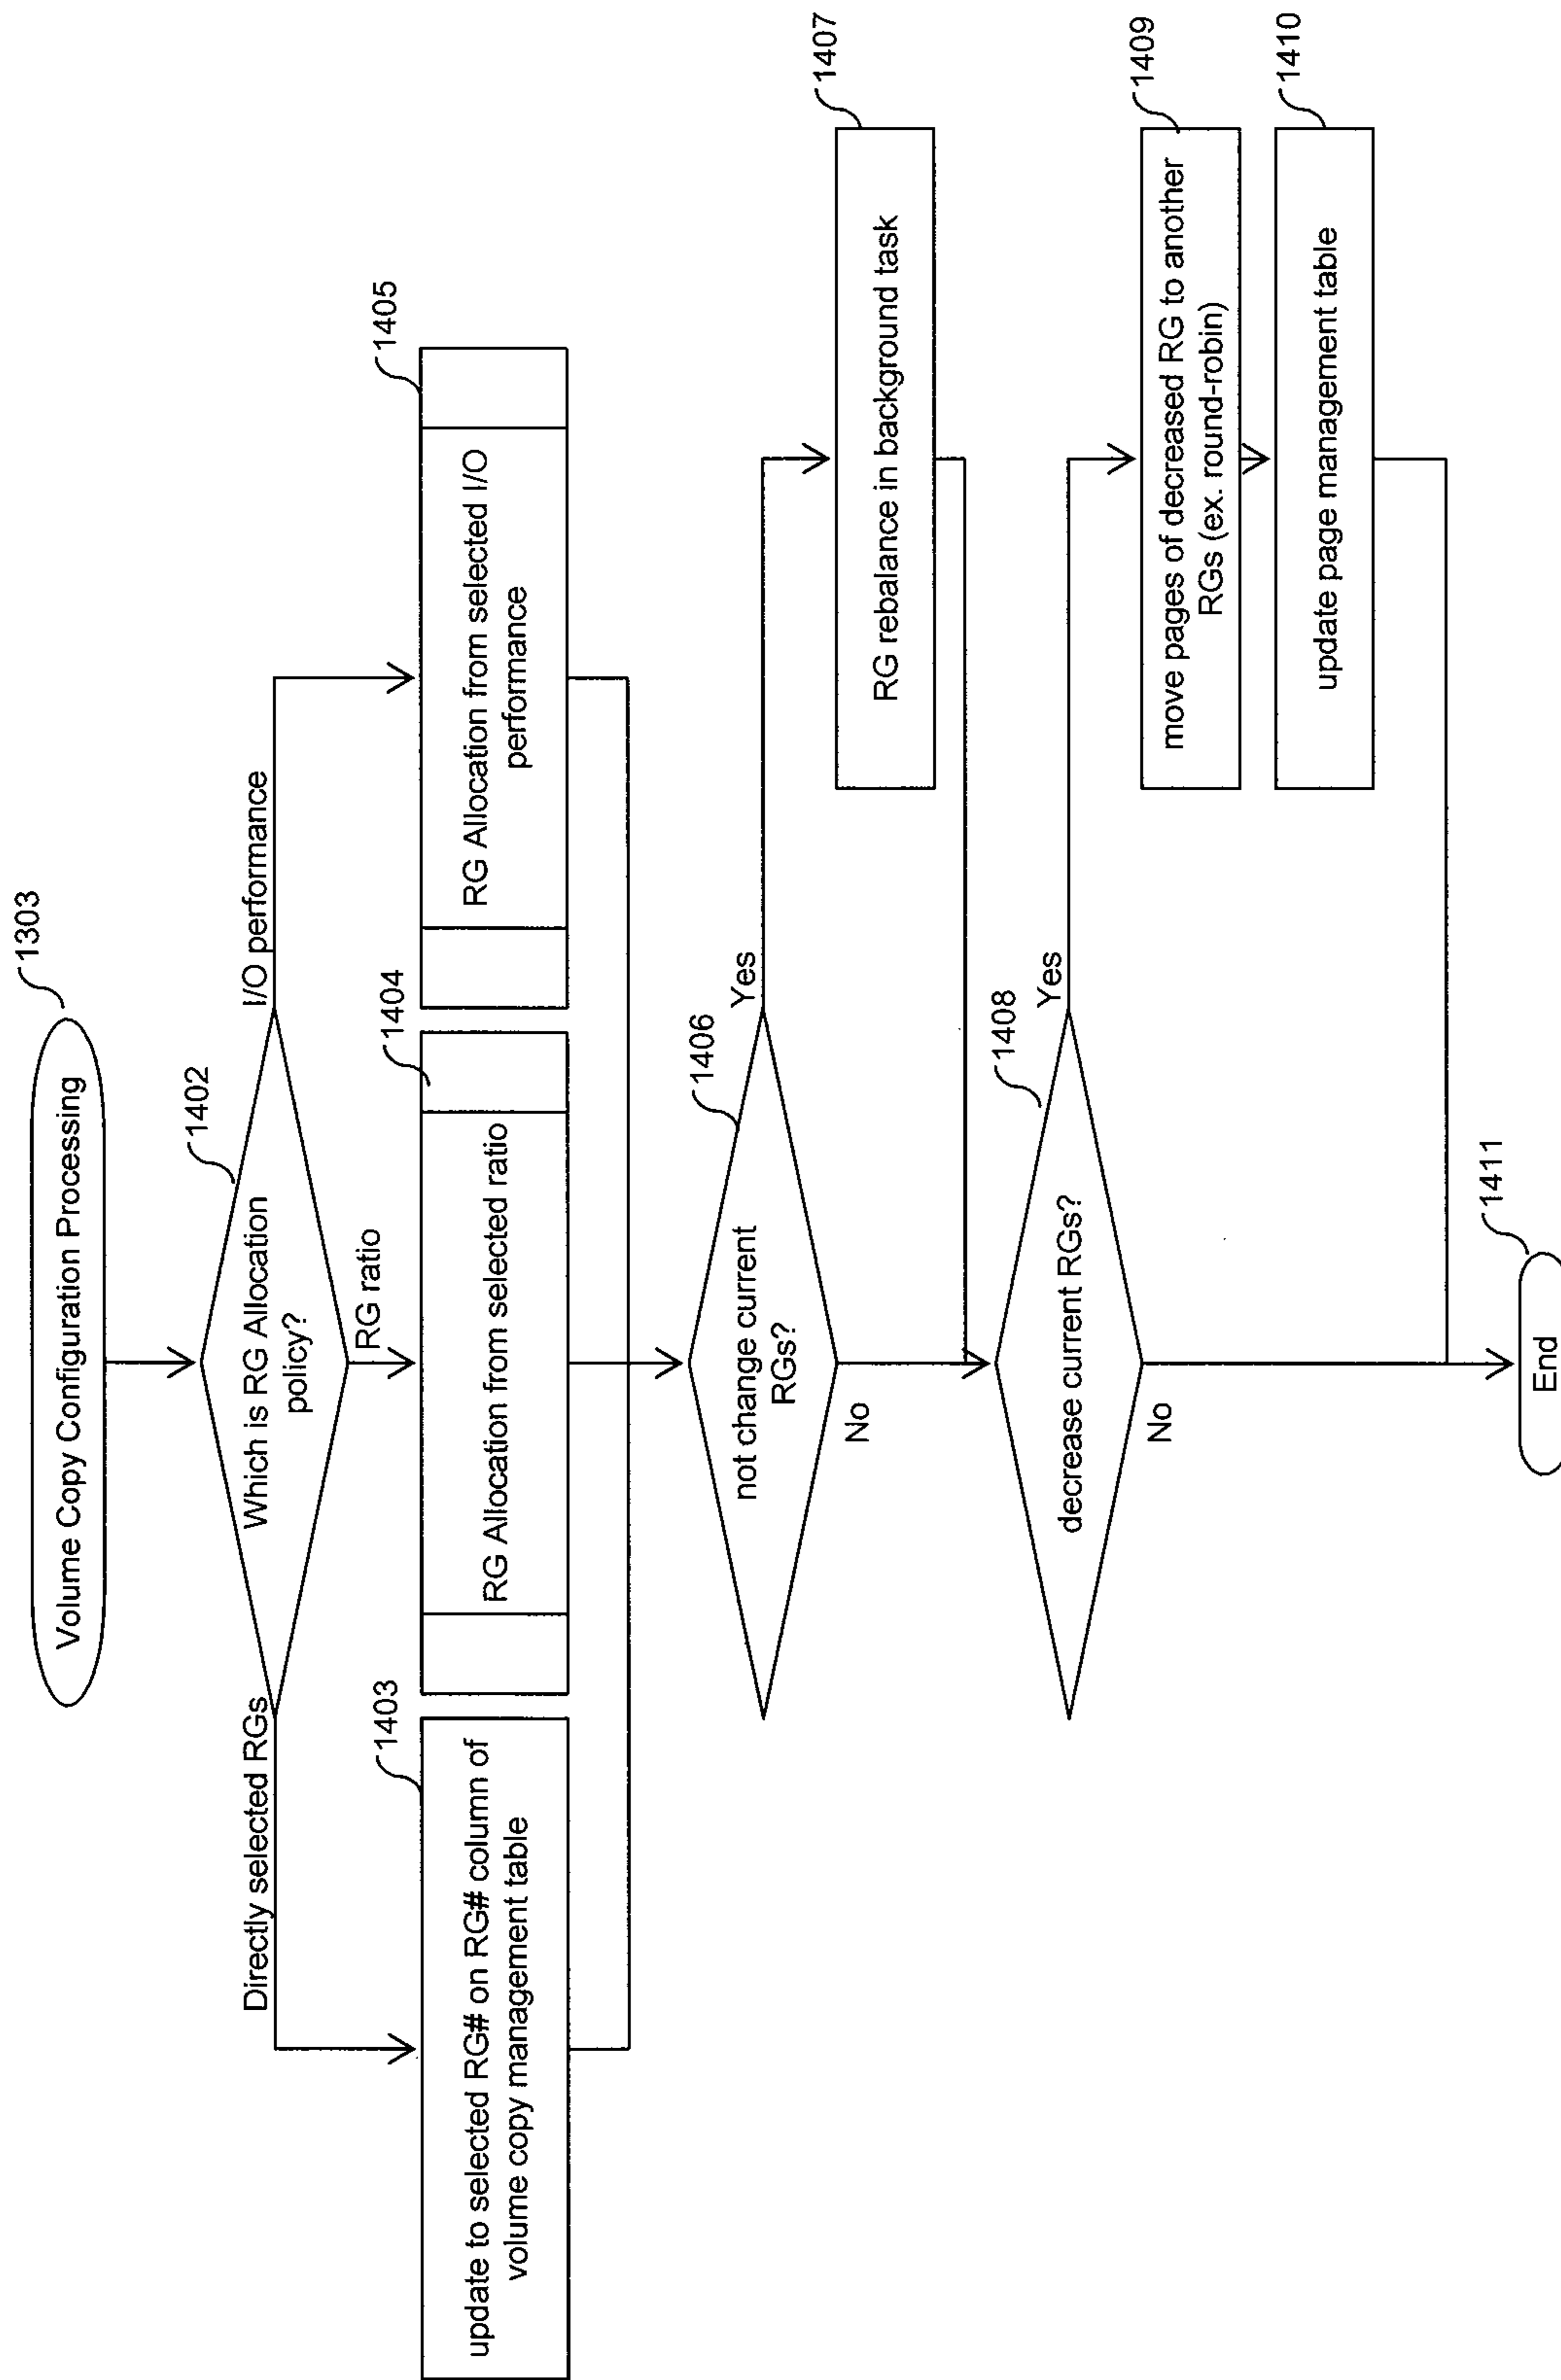 1303
Volume Copy Configuration Processing
1402
Which is RG Allocation
policy?
Directly selected RGs
RG ratio
I/O performance
1403
update to selected RG# on RG# column of
volume copy management table
1404
RG Allocation from selected ratio
1405
RG Allocation from selected I/O
performance
1406
not change current
RGs?
Yes
No
1407
RG rebalance in background task
1408
decrease current RGs?
Yes
No
1409
move pages of decreased RG to another
RGs (ex. round-robin)
1410
update page management table
1411
End